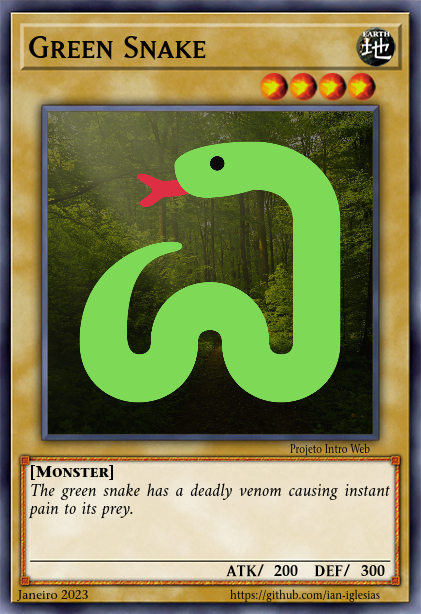 Green Snake
EARTH
地
Projeto Intro Web
[Monster]
The green snake has a deadly venom causing instant
pain to its prey.
ATK/ 200 DEF/ 300
Janeiro 2023
https://github.com/ian-iglesias